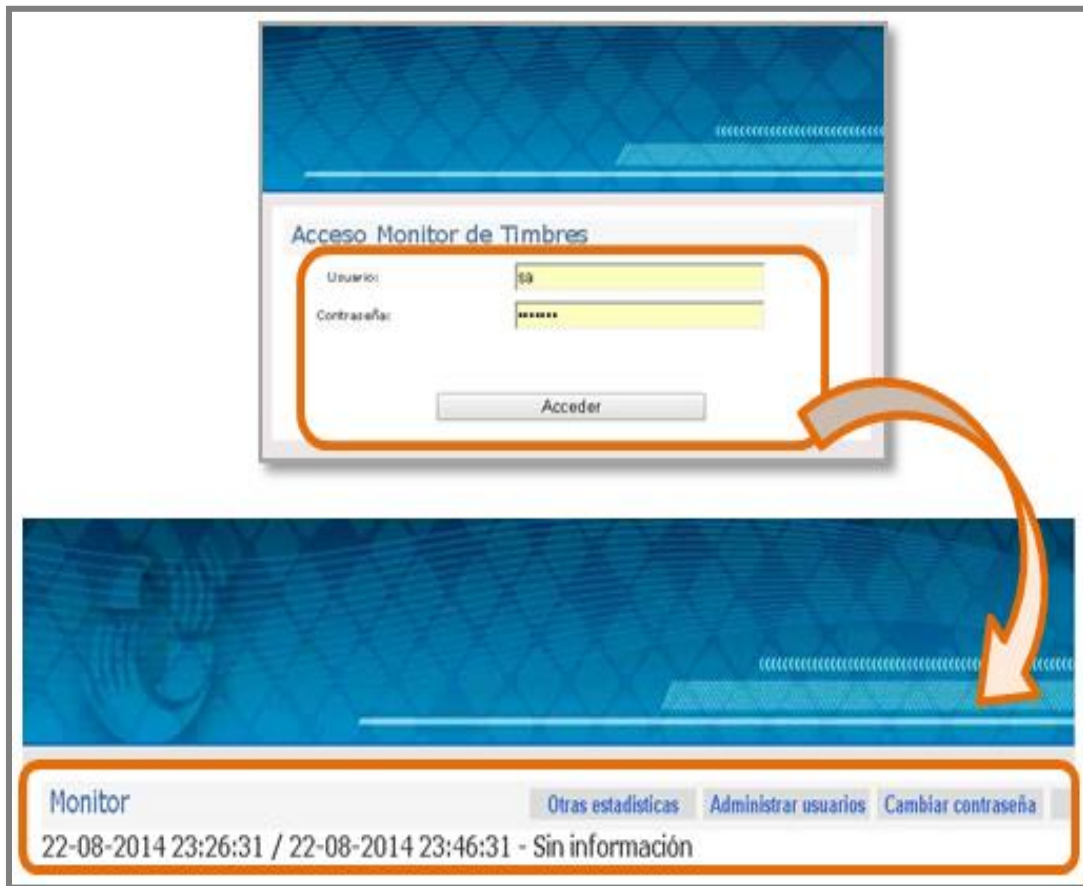 Acceso Monitor de Timbres
Usuario: sa
Contraseña: •••••••
Acceder
Monitor Otras estadisticas Administrar usuarios Cambiar contraseña
22-08-2014 23:26:31 / 22-08-2014 23:46:31 - Sin información